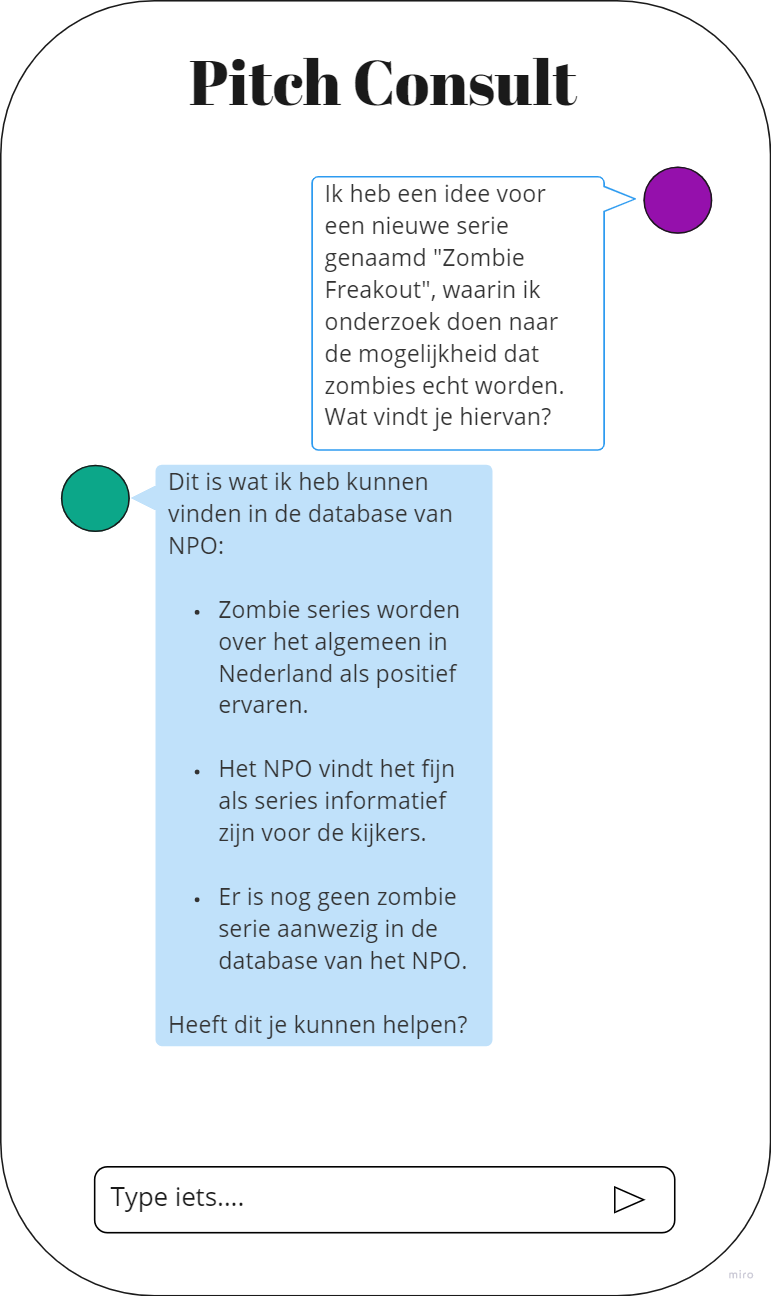 Pitch Consult
Ik heb een idee voor
een nieuwe serie
genaamd "Zombie
Freakout", waarin ik
onderzoek doen naar
de mogelijkheid dat
zombies echt worden.
Wat vindt je hiervan?
Dit is wat ik heb kunnen
vinden in de database van
NPO:
• Zombie series worden
over het algemeen in
Nederland als positief
ervaren.
• Het NPO vindt het fijn
als series informatief
zijn voor de kijkers.
• Er is nog geen zombie
serie aanwezig in de
database van het NPO.
Heeft dit je kunnen helpen?
Type iets....
miro